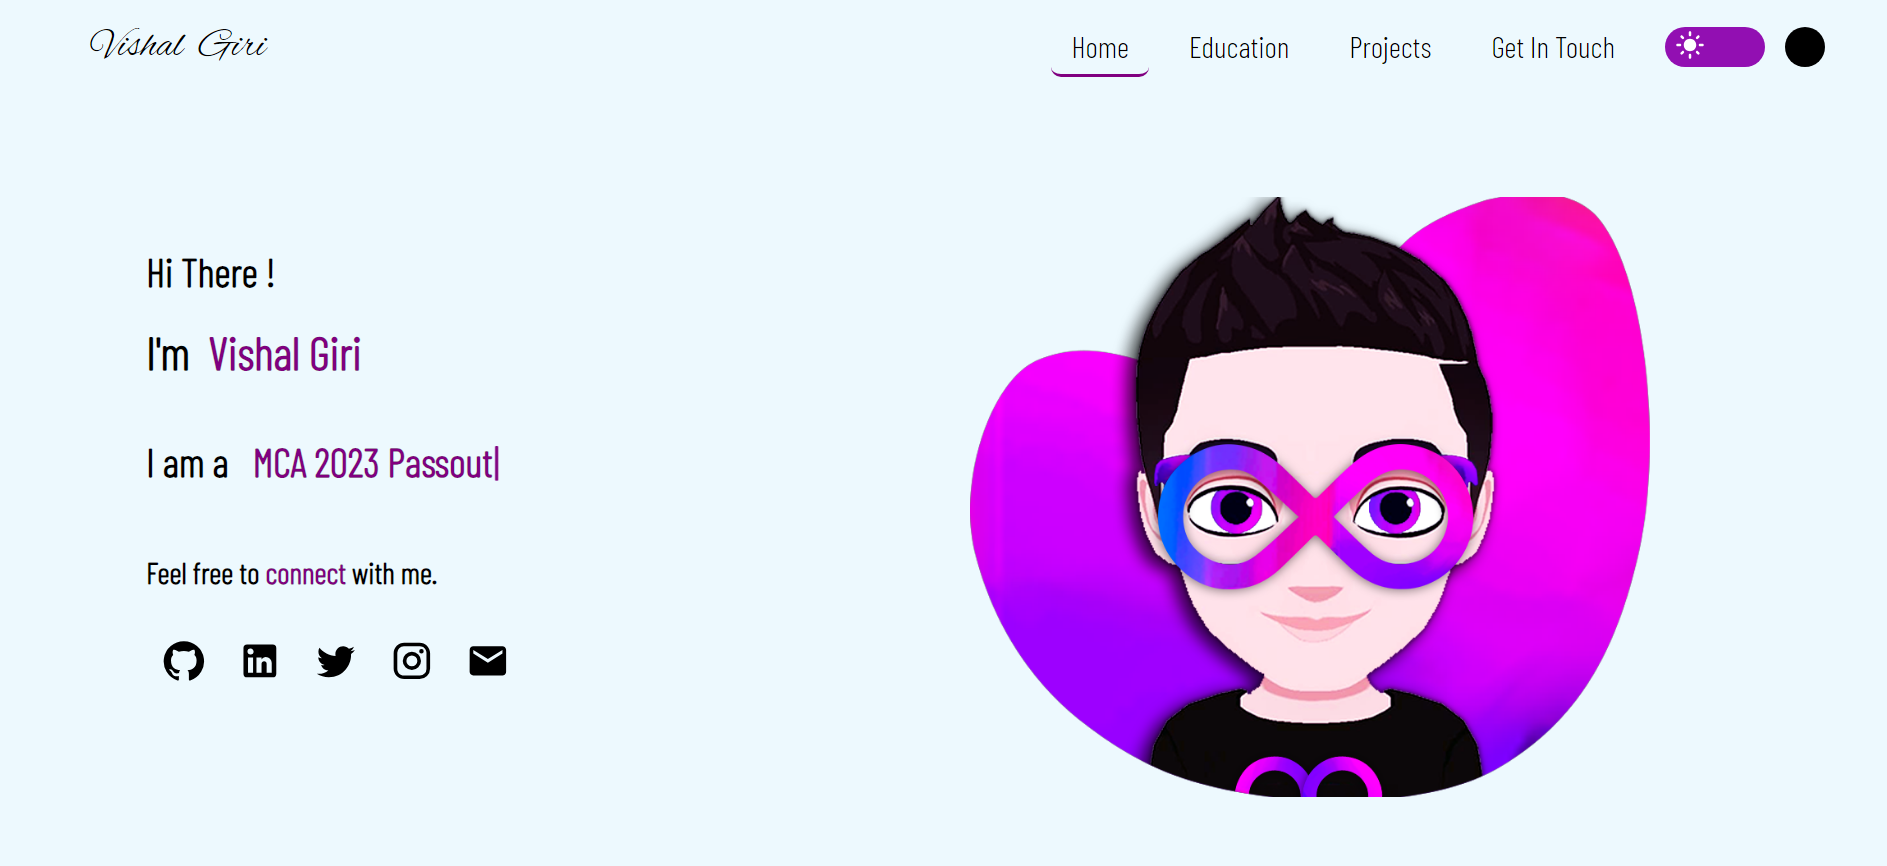 Vishal Giri
Home Education Projects Get In Touch
Hi There !
I'm Vishal Giri
I am a MCA 2023 Passout|
Feel free to connect with me.
in